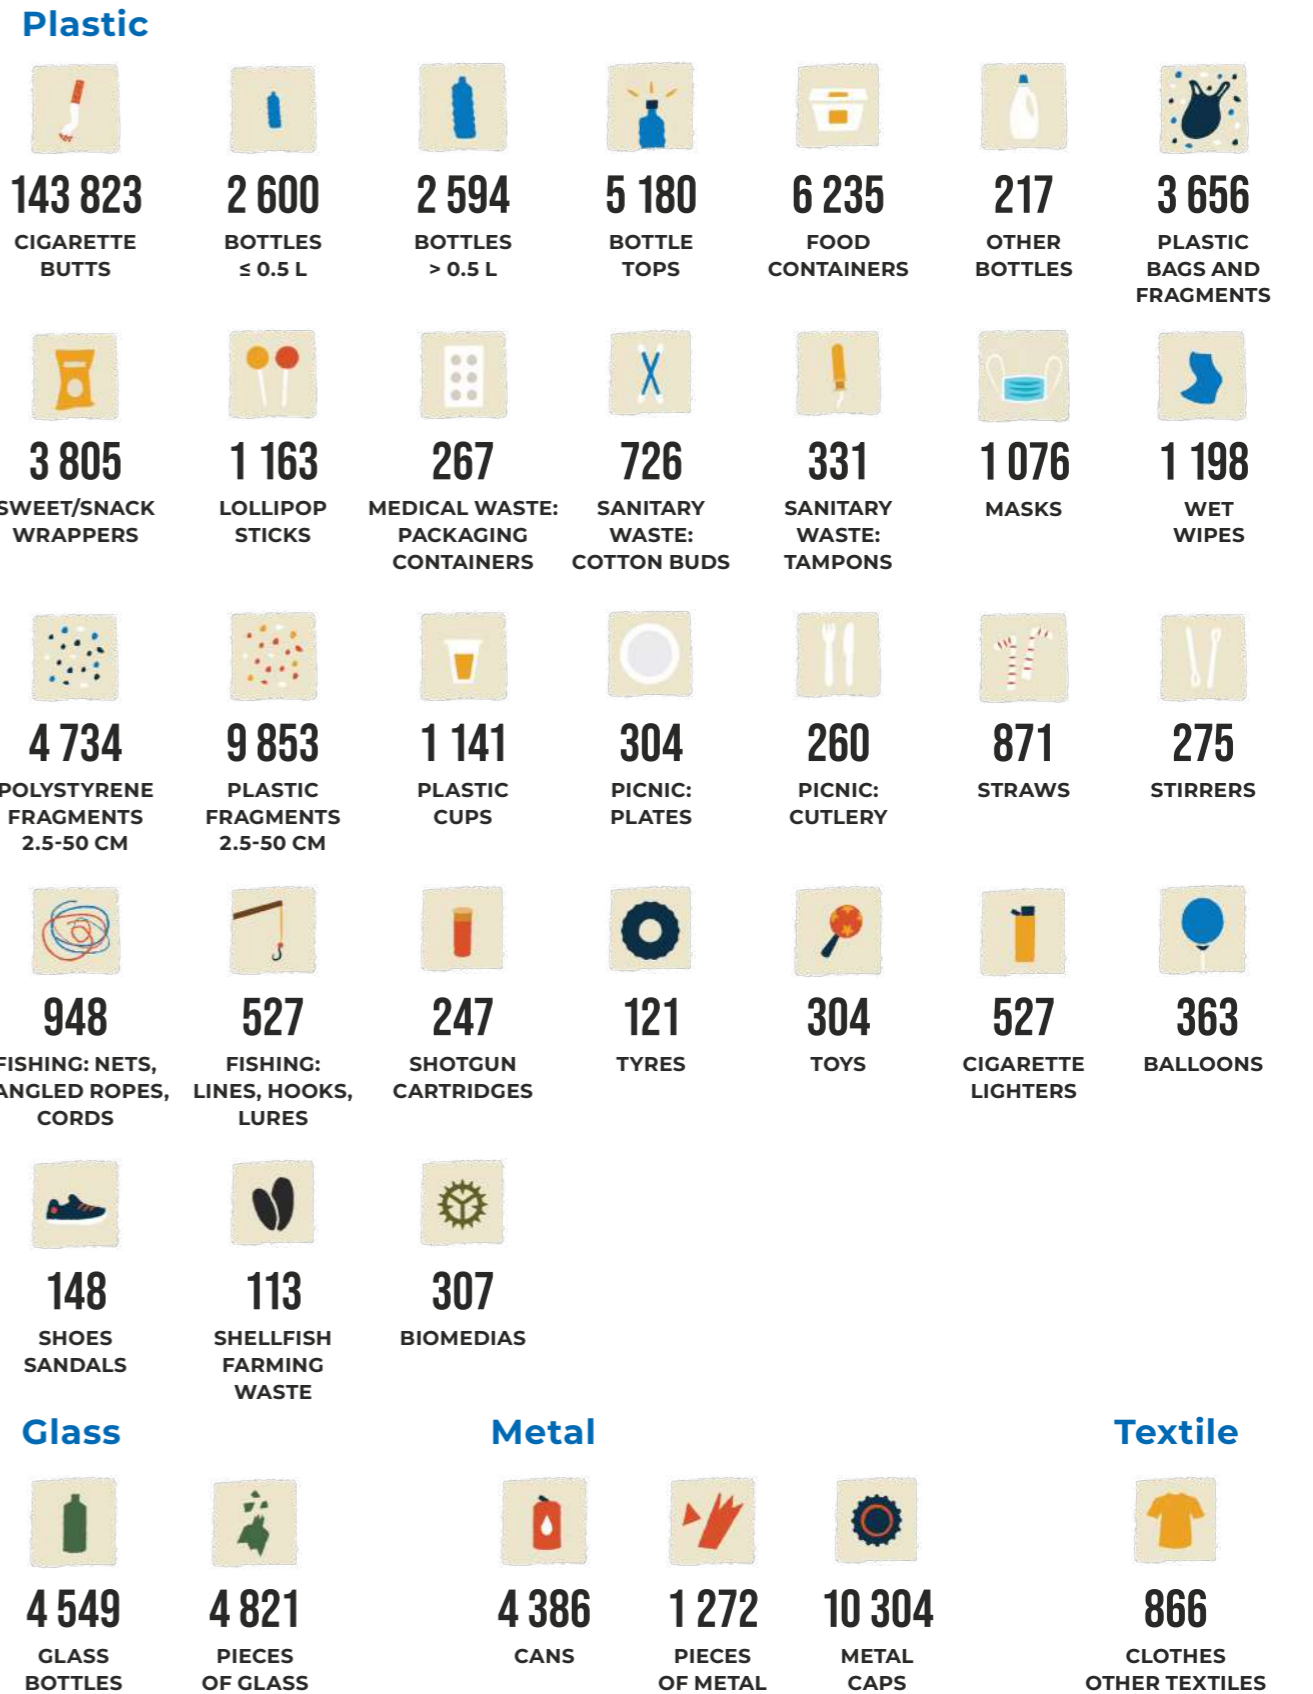 Plastic
143 823
CIGARETTE
BUTTS
2 600
BOTTLES
≤ 0.5 L
2 594
BOTTLES
> 0.5 L
5 180
BOTTLE
TOPS
6 235
FOOD
CONTAINERS
217
OTHER
BOTTLES
3 656
PLASTIC
BAGS AND
FRAGMENTS
3 805
SWEET/SNACK
WRAPPERS
1 163
LOLLIPOP
STICKS
267
MEDICAL WASTE:
PACKAGING
CONTAINERS
726
SANITARY
WASTE:
COTTON BUDS
331
SANITARY
WASTE:
TAMPONS
1 076
MASKS
1 198
WET
WIPES
4 734
POLYSTYRENE
FRAGMENTS
2.5-50 CM
9 853
PLASTIC
FRAGMENTS
2.5-50 CM
1 141
PLASTIC
CUPS
304
PICNIC:
PLATES
260
PICNIC:
CUTLERY
871
STRAWS
275
STIRRERS
948
FISHING: NETS,
ANGLED ROPES,
CORDS
527
FISHING:
LINES, HOOKS,
LURES
247
SHOTGUN
CARTRIDGES
121
TYRES
304
TOYS
527
CIGARETTE
LIGHTERS
363
BALLOONS
148
SHOES
SANDALS
113
SHELLFISH
FARMING
WASTE
307
BIOMEDIAS
Glass
4 549
GLASS
BOTTLES
4 821
PIECES
OF GLASS
Metal
4 386
CANS
1 272
PIECES
OF METAL
10 304
METAL
CAPS
Textile
866
CLOTHES
OTHER TEXTILES